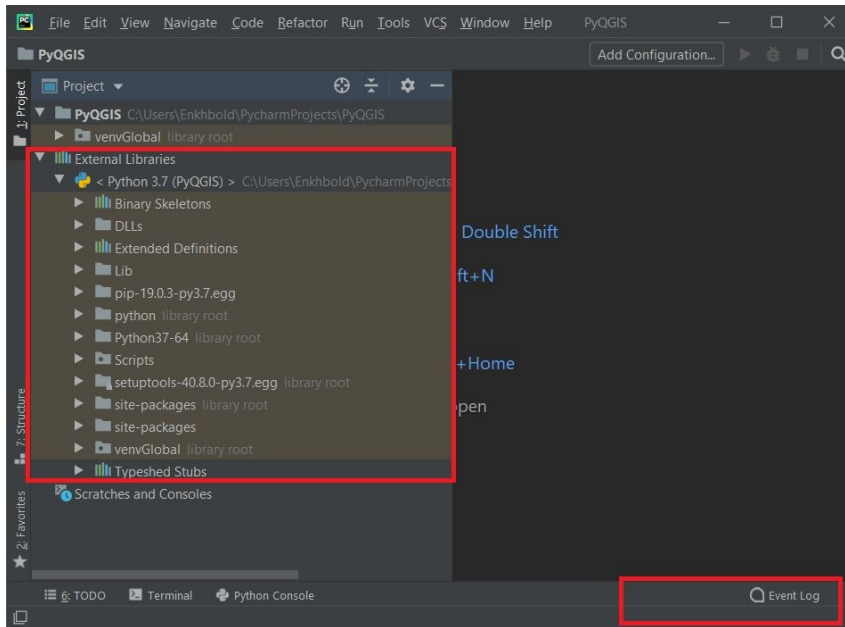 PC File Edit View Navigate Code Refactor Run Tools VCS Window Help PyQGIS
PyQGIS Add Configuration...
1: Project
Project
PyQGIS C:\Users\Enkhbold\PycharmProjects\PyQGIS
venvGlobal library root
External Libraries
< Python 3.7 (PyQGIS) > C:\Users\Enkhbold\PycharmProjects
Binary Skeletons
DLLs
Extended Definitions
Lib
pip-19.0.3-py3.7.egg
python library root
Python37-64 library root
Scripts
setuptools-40.8.0-py3.7.egg library root
site-packages library root
site-packages
venvGlobal library root
Typeshed Stubs
Scratches and Consoles
Double Shift
ft+N
+Home
open
7: Structure
2: Favorites
6: TODO Terminal Python Console Event Log